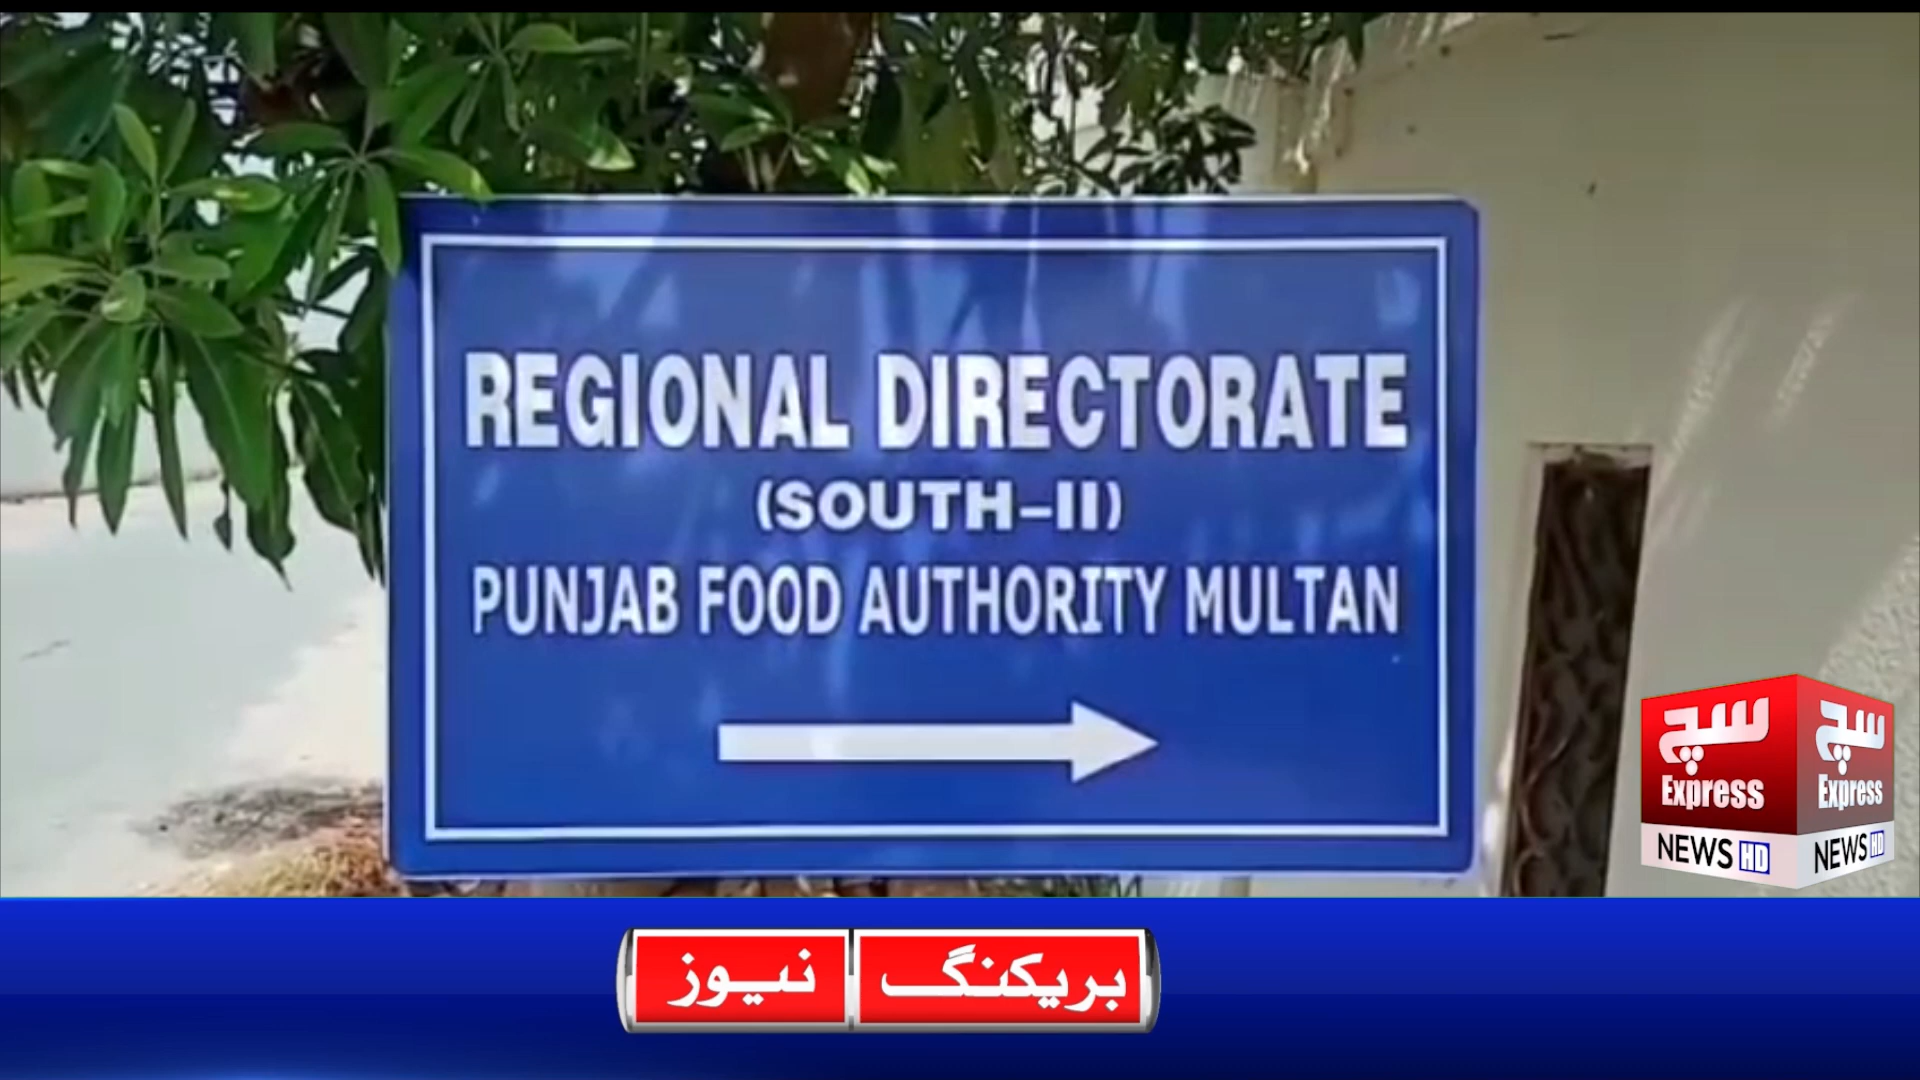 REGIONAL DIRECTORATE
(SOUTH-II)
PUNJAB FOOD AUTHORITY MULTAN
سچ
Express
NEWS HD
سچ
Express
NEWS HD
بریکنگ نیوز